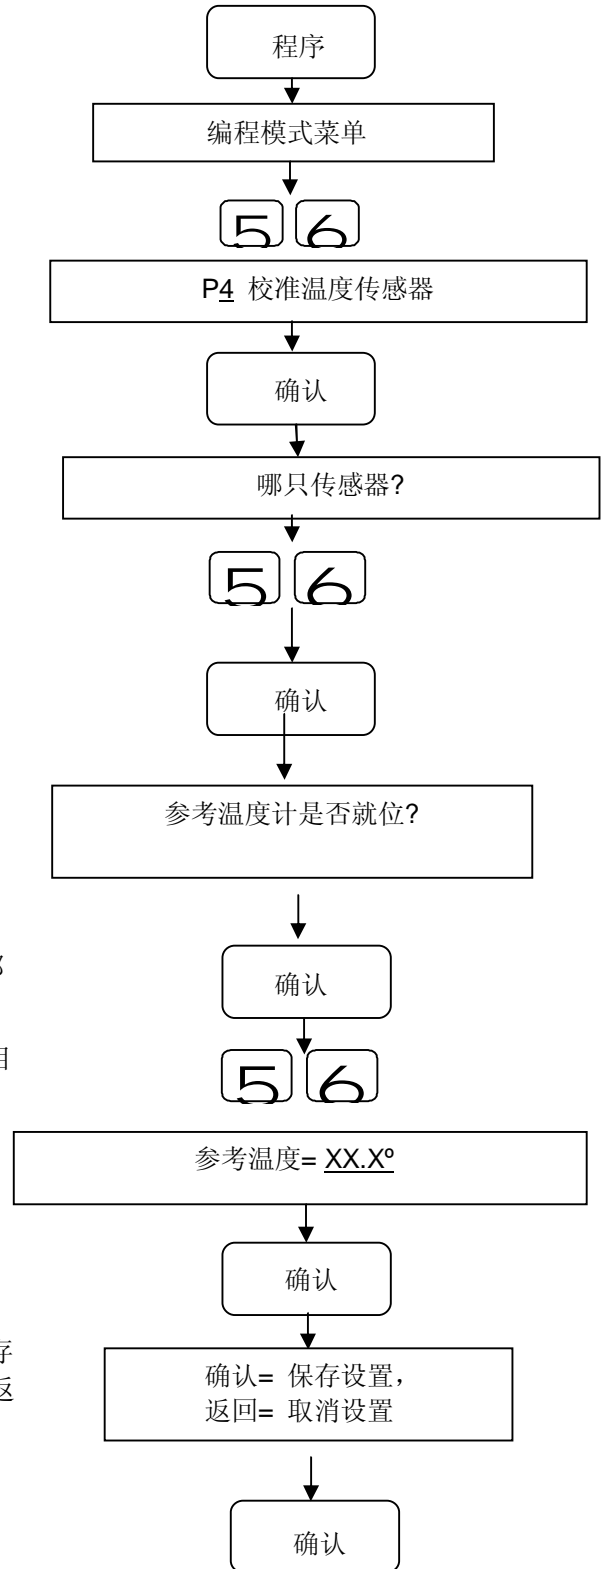 程序
编程模式菜单
5 6
P4 校准温度传感器
确认
哪只传感器?
5 6
确认
参考温度计是否就位?
确认
5 6
参考温度= XX.Xº
确认
存
确认= 保存设置,
返
返回= 取消设置
确认